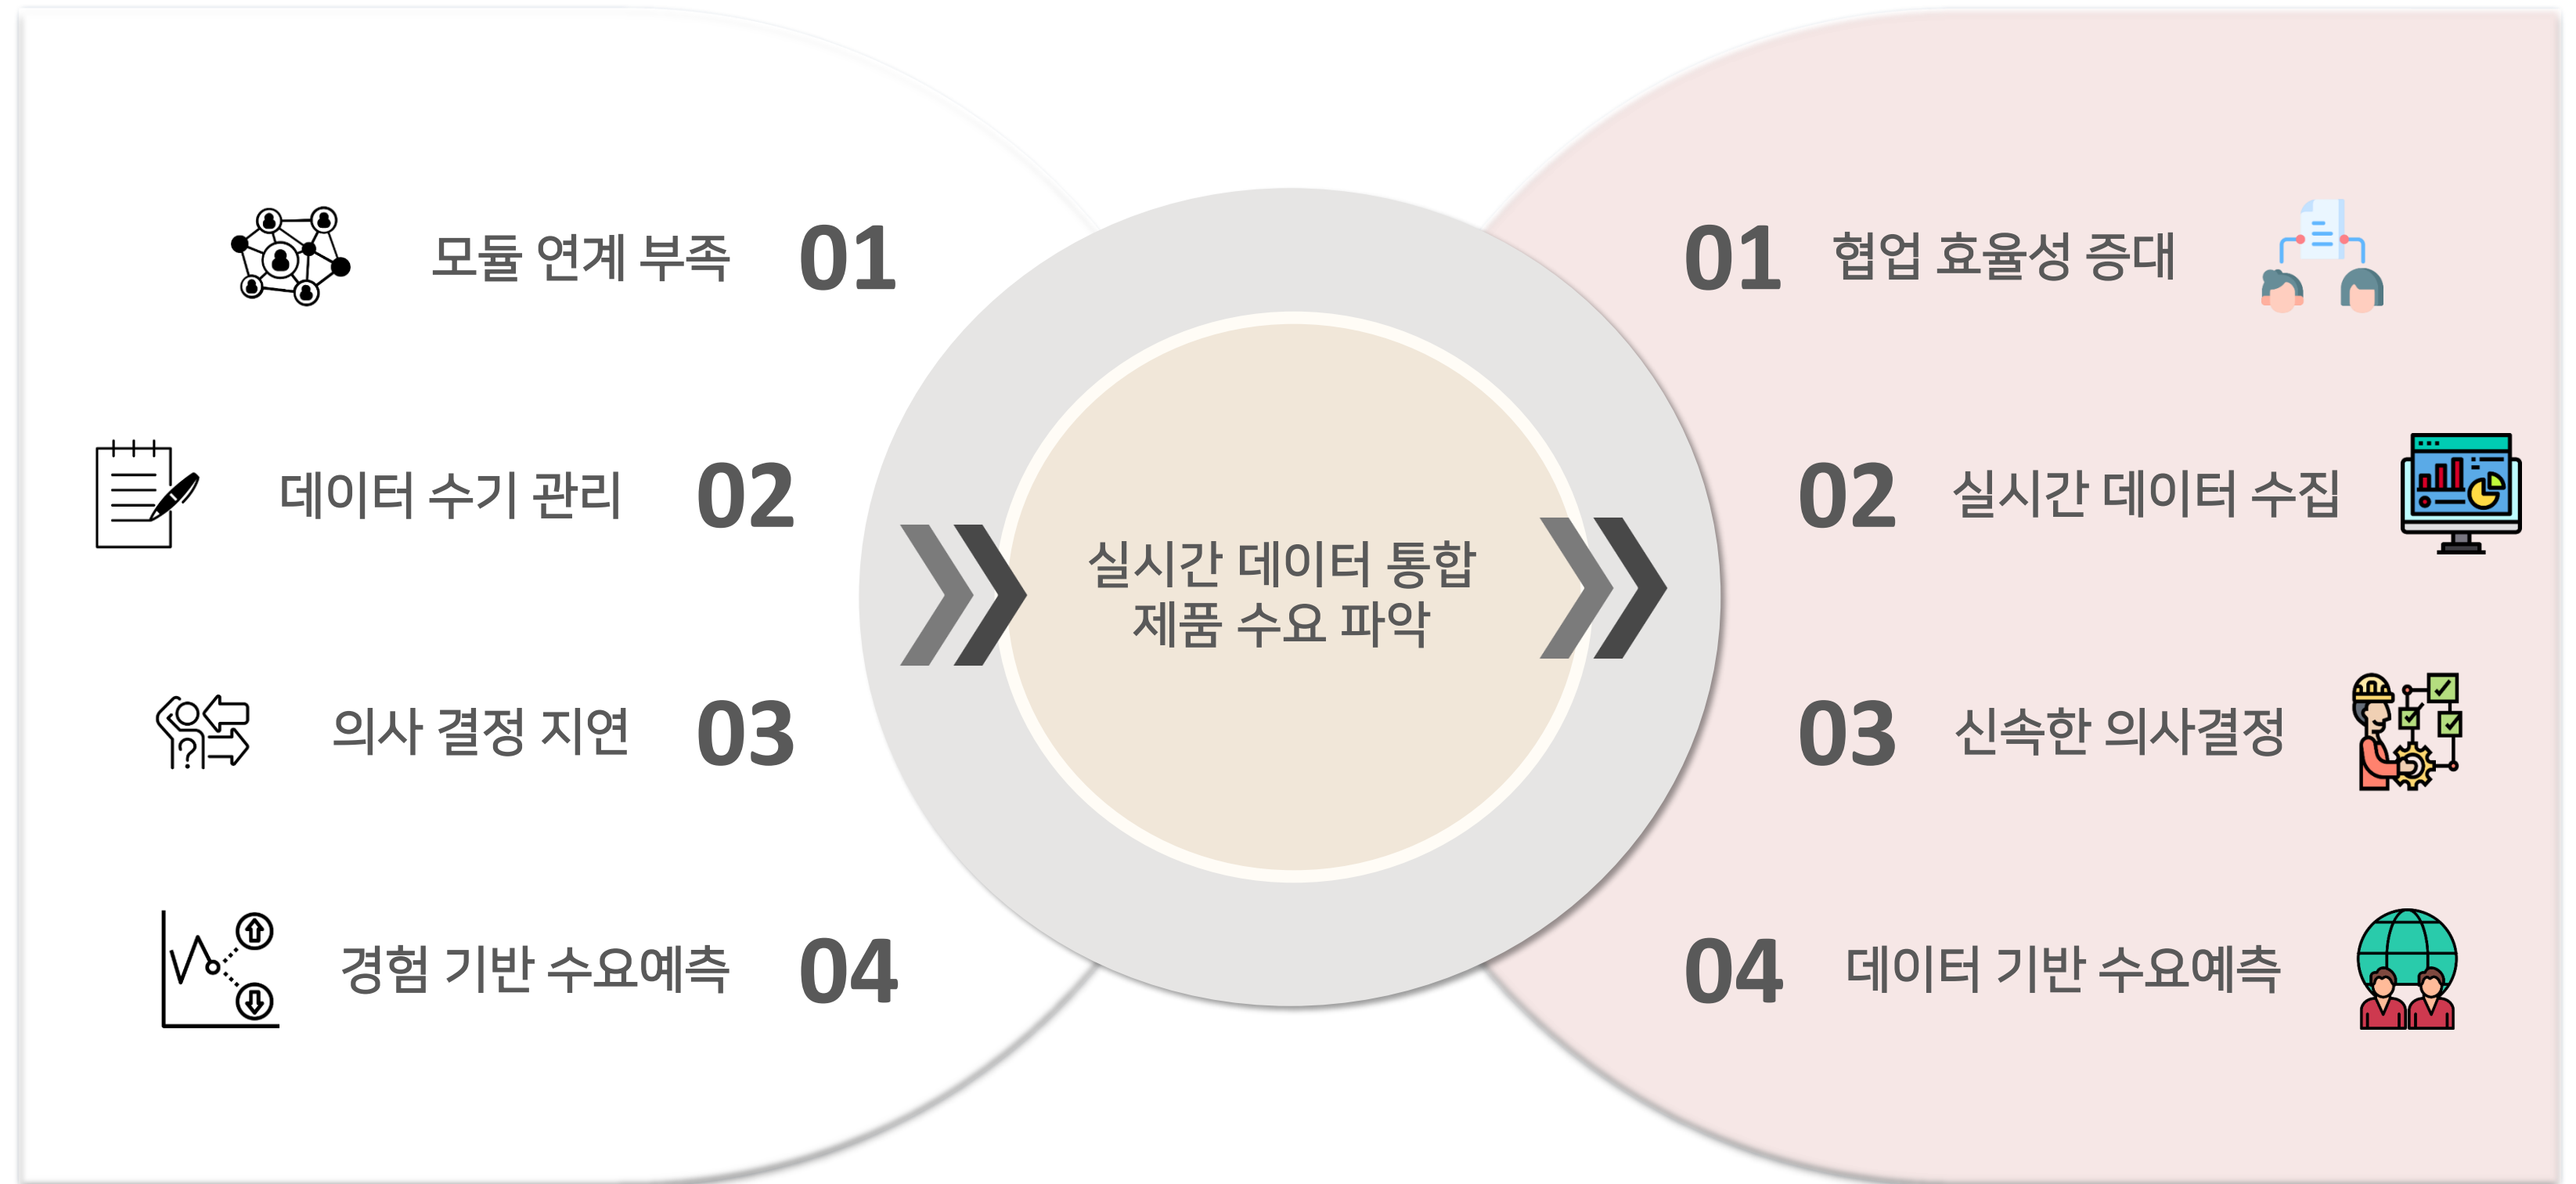 모듈 연계 부족 01
데이터 수기 관리 02
의사 결정 지연 03
경험 기반 수요예측 04
실시간 데이터 통합
제품 수요 파악
01 협업 효율성 증대
02 실시간 데이터 수집
03 신속한 의사결정
04 데이터 기반 수요예측